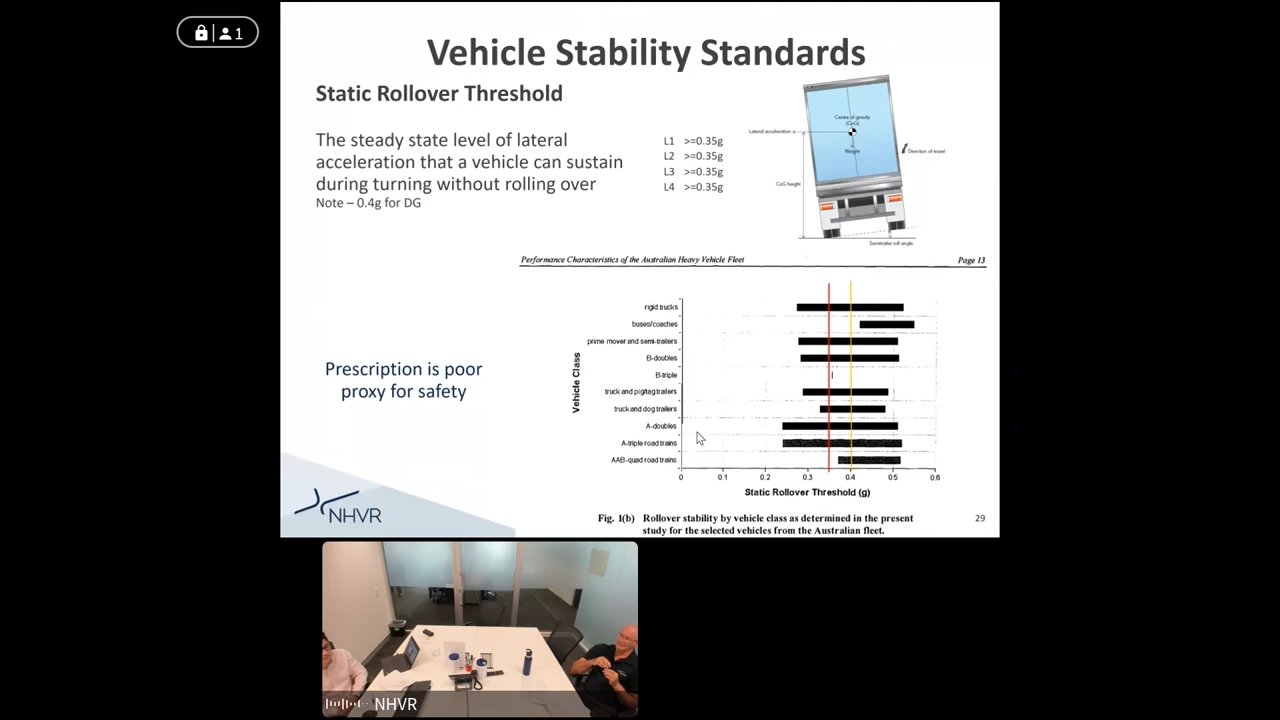 1
Vehicle Stability Standards
Static Rollover Threshold
The steady state level of lateral
acceleration that a vehicle can sustain
during turning without rolling over
Note – 0.4g for DG
L1 >=0.35g
L2 >=0.35g
L3 >=0.35g
L4 >=0.35g
Centre of gravity
(CoG)
Lateral acceleration
Weight
Direction of travel
CoG height
Semitrailer roll angle
Performance Characteristics of the Australian Heavy Vehicle Fleet
Page 13
Prescription is poor
proxy for safety
Vehicle Class
rigid trucks
buses/coaches
prime mover and semi-trailers
B-doubles
B-triple
truck and pig/tag trailers
truck and dog trailers
A-doubles
A-triple road trains
AAB-quad road trains
0 0.1 0.2 0.3 0.4 0.5 0.6
Static Rollover Threshold (g)
Fig. 1(b) Rollover stability by vehicle class as determined in the present
study for the selected vehicles from the Australian fleet.
NHVR
29
NHVR